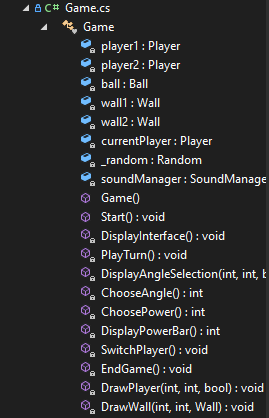 C# Game.cs
Game
player1 : Player
player2 : Player
ball : Ball
wall1 : Wall
wall2 : Wall
currentPlayer : Player
_random : Random
soundManager : SoundManage
Game()
Start() : void
DisplayInterface() : void
PlayTurn() : void
DisplayAngleSelection(int, int, b
ChooseAngle() : int
ChoosePower() : int
DisplayPowerBar() : int
SwitchPlayer() : void
EndGame() : void
DrawPlayer(int, int, bool) : void
DrawWall(int, int, Wall) : void